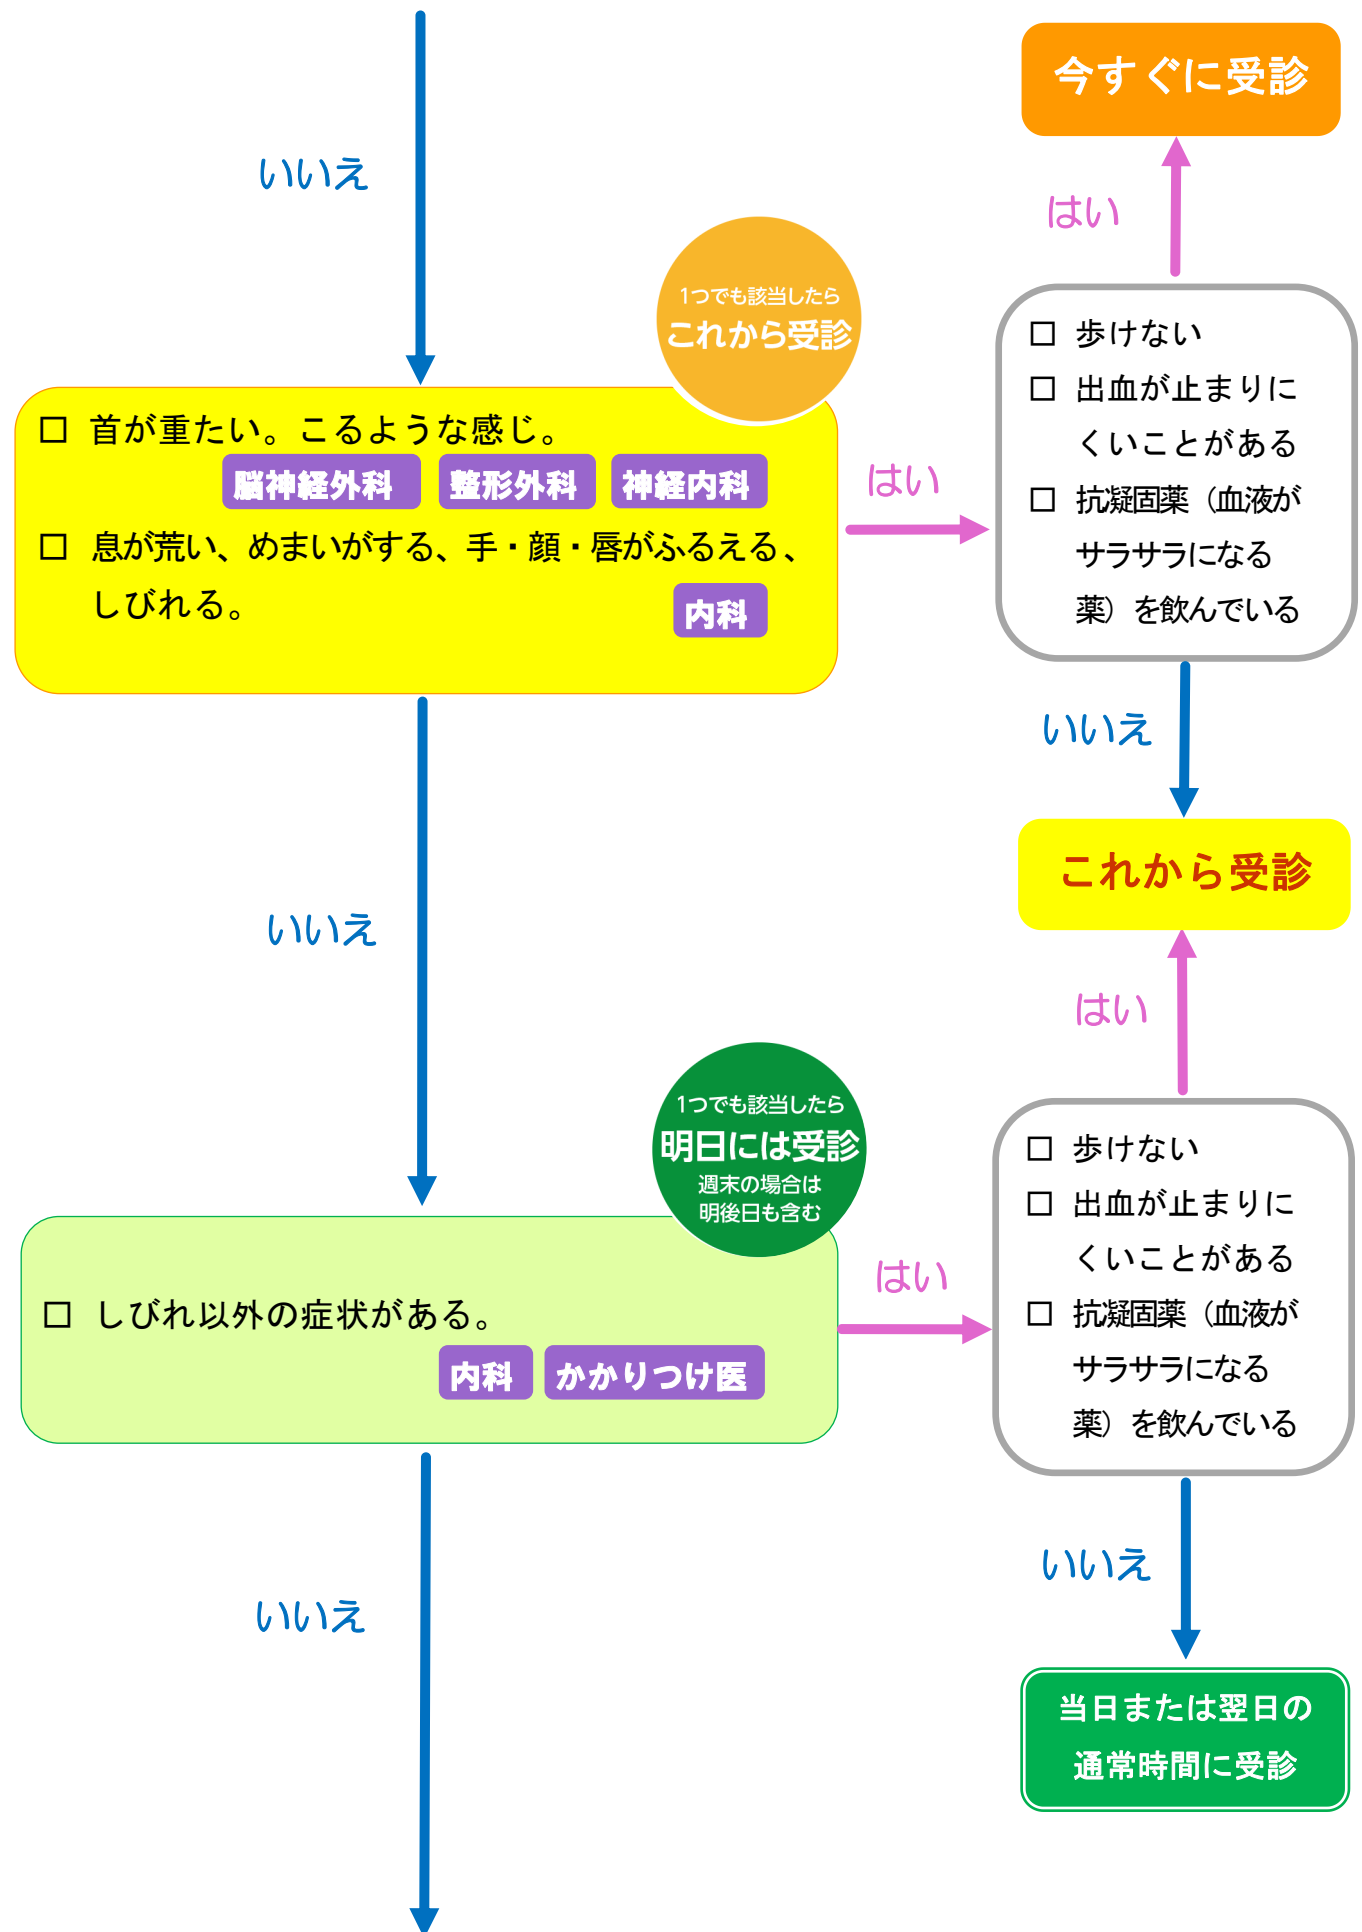 今すぐに受診
いいえ
はい
1つでも該当したら
これから受診
□ 歩けない
□ 出血が止まりに
くいことがある
□ 抗凝固薬（血液が
サラサラになる
薬）を飲んでいる
□ 首が重たい。こるような感じ。
脳神経外科 整形外科 神経内科
□ 息が荒い、めまいがする、手・顔・唇がふるえる、
しびれる。
内科
はい
いいえ
これから受診
いいえ
はい
1つでも該当したら
明日には受診
週末の場合は
明後日も含む
□ 歩けない
□ 出血が止まりに
くいことがある
□ 抗凝固薬（血液が
サラサラになる
薬）を飲んでいる
□ しびれ以外の症状がある。
内科 かかりつけ医
はい
いいえ
いいえ
当日または翌日の
通常時間に受診